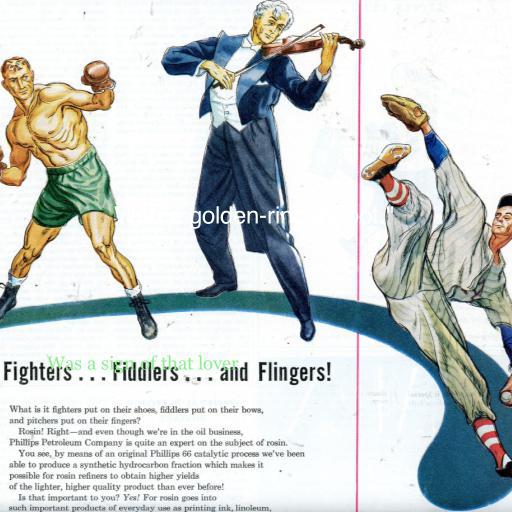 golden-rin
Was a sign of that lover
Fighters . . . Fiddlers . . . and Flingers!
What is it fighters put on their shoes, fiddlers put on their bows,
and pitchers put on their fingers?
Rosin! Right—and even though we're in the oil business,
Phillips Petroleum Company is quite an expert on the subject of rosin.
You see, by means of an original Phillips 66 catalytic process we've been
able to produce a synthetic hydrocarbon fraction which makes it
possible for rosin refiners to obtain higher yields
of the lighter, higher quality product than ever before!
Is that important to you? Yes! For rosin goes into
such important products of everyday use as printing ink, linoleum,